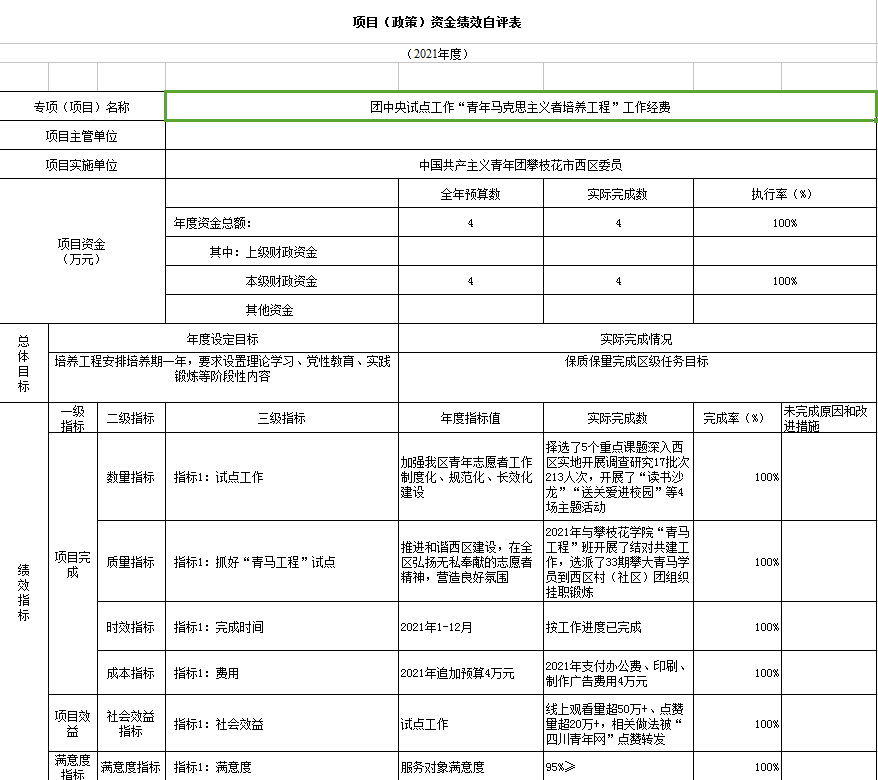 项目（政策）资金绩效自评表
（2021年度）
专项（项目）名称
团中央试点工作“青年马克思主义者培养工程”工作经费
项目主管单位
项目实施单位
中国共产主义青年团攀枝花市西区委员
项目资金
（万元）
全年预算数
实际完成数
执行率（%）
年度资金总额：
4
4
100%
其中：上级财政资金
本级财政资金
4
4
100%
其他资金
总
体
目
标
年度设定目标
实际完成情况
培养工程安排培养期一年，要求设置理论学习、党性教育、实践
锻炼等阶段性内容
保质保量完成区级任务目标
绩
效
指
标
一级
指标
二级指标
三级指标
年度指标值
实际完成数
完成率（%）
未完成原因和改
进措施
项目完
成
数量指标
指标1：试点工作
加强我区青年志愿者工作
制度化、规范化、长效化
建设
择选了5个重点课题深入西
区实地开展调查研究17批次
213人次，开展了“读书沙
龙”“送关爱进校园”等4
场主题活动
100%
质量指标
指标1：抓好“青马工程”试点
推进和谐西区建设，在全
区弘扬无私奉献的志愿者
精神，营造良好氛围
2021年与攀枝花学院“青马
工程”班开展了结对共建工
作，选派了33期攀大青马学
员到西区村（社区）团组织
挂职锻炼
100%
时效指标
指标1：完成时间
2021年1-12月
按工作进度已完成
100%
成本指标
指标1：费用
2021年追加预算4万元
2021年支付办公费、印刷、
制作广告费用4万元
100%
项目效
益
社会效益
指标
指标1：社会效益
试点工作
线上观看量超50万+、点赞
量超20万+，相关做法被“
四川青年网”点赞转发
100%
满意度
指标
满意度指标
指标1：满意度
服务对象满意度
95%≥
100%